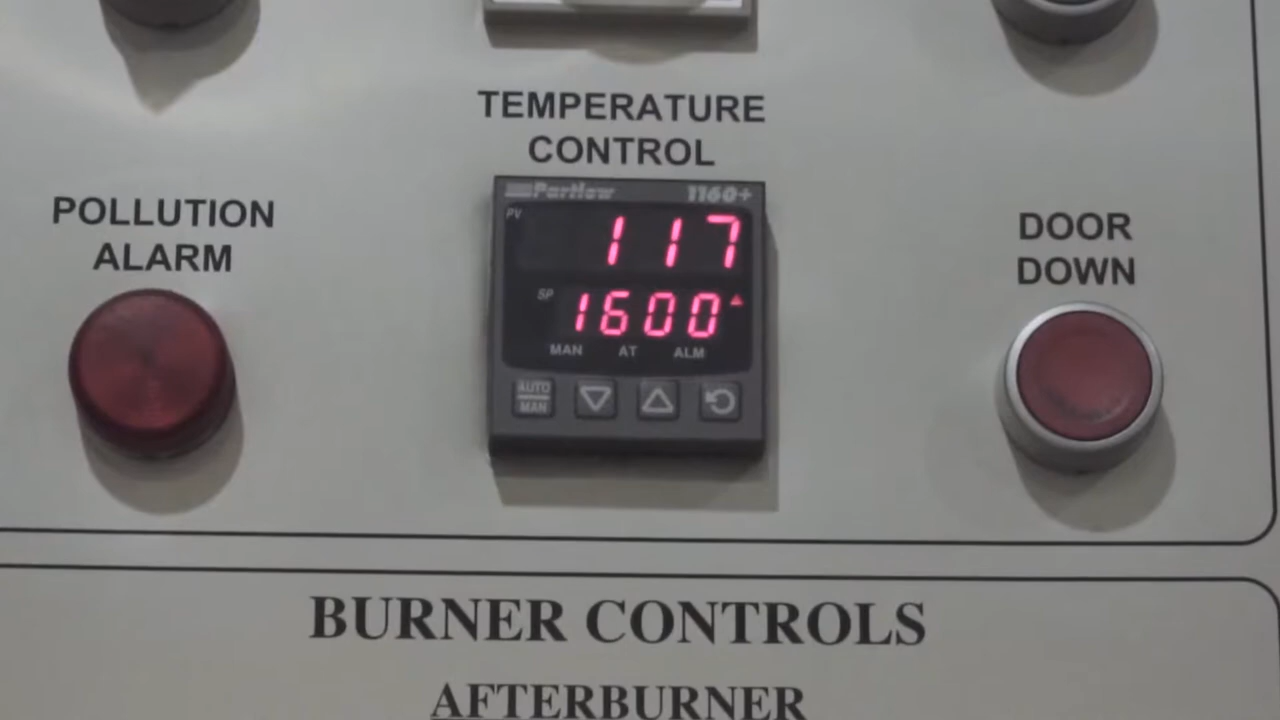 TEMPERATURE
CONTROL
POLLUTION
ALARM
Partlow 1160+
PV
117
SP
1600
MAN AT ALM
AUTO
MAN
DOOR
DOWN
BURNER CONTROLS
AFTERBURNER